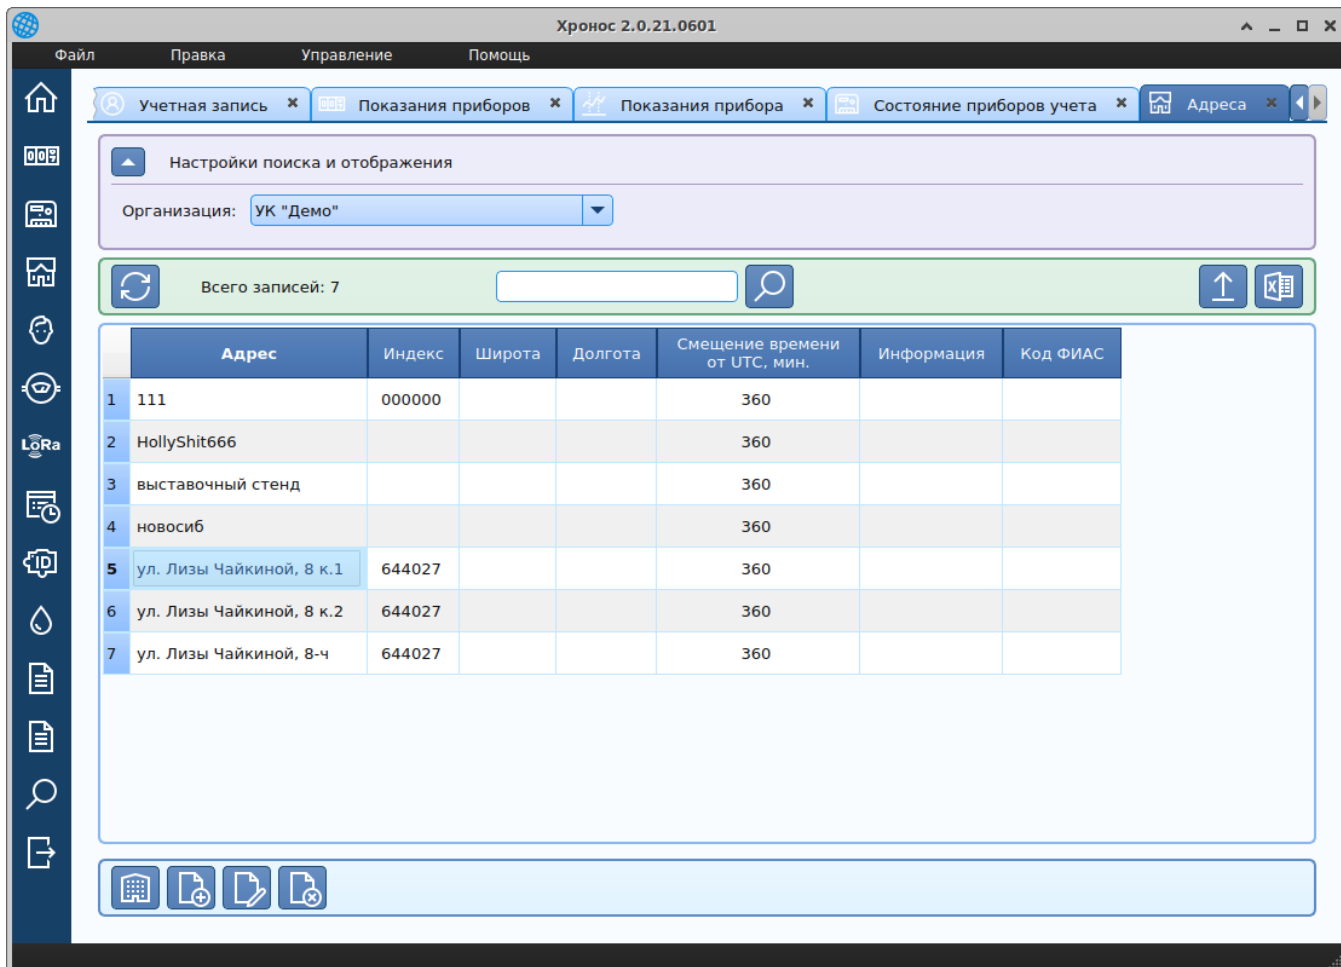 Хронос 2.0.21.0601
Файл Правка Управление Помощь
Учетная запись Показания приборов Показания прибора Состояние приборов учета Адреса
Настройки поиска и отображения
Организация: УК "Демо"
Всего записей: 7
Адрес Индекс Широта Долгота Смещение времени от UTC, мин. Информация Код ФИАС
1 111 000000 360
2 HollyShit666 360
3 выставочный стенд 360
4 новосиб 360
5 ул. Лизы Чайкиной, 8 к.1 644027 360
6 ул. Лизы Чайкиной, 8 к.2 644027 360
7 ул. Лизы Чайкиной, 8-ч 644027 360
LoRa
ID